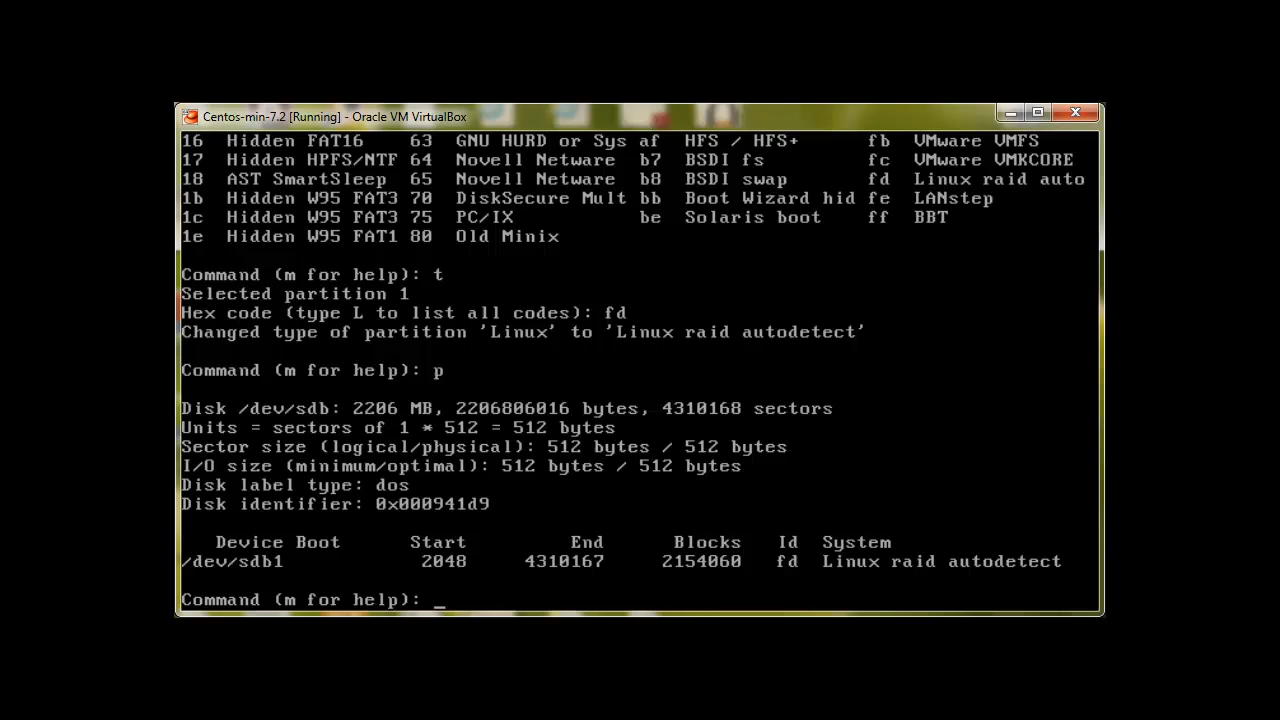 Centos-min-7.2 [Running] - Oracle VM VirtualBox
16  Hidden FAT16    63  GNU HURD or Sys af  HFS / HFS+      fb  VMware VMFS
17  Hidden HPFS/NTF 64  Novell Netware  b7  BSDI fs         fc  VMware VMKCORE
18  AST SmartSleep  65  Novell Netware  b8  BSDI swap       fd  Linux raid auto
1b  Hidden W95 FAT3 70  DiskSecure Mult bb  Boot Wizard hid fe  LANstep
1c  Hidden W95 FAT3 75  PC/IX           be  Solaris boot    ff  BBT
1e  Hidden W95 FAT1 80  Old Minix
Command (m for help): t
Selected partition 1
Hex code (type L to list all codes): fd
Changed type of partition 'Linux' to 'Linux raid autodetect'
Command (m for help): p
Disk /dev/sdb: 2206 MB, 2206806016 bytes, 4310168 sectors
Units = sectors of 1 * 512 = 512 bytes
Sector size (logical/physical): 512 bytes / 512 bytes
I/O size (minimum/optimal): 512 bytes / 512 bytes
Disk label type: dos
Disk identifier: 0x000941d9
Device Boot      Start         End      Blocks   Id  System
/dev/sdb1            2048     4310167     2154060   fd  Linux raid autodetect
Command (m for help): _